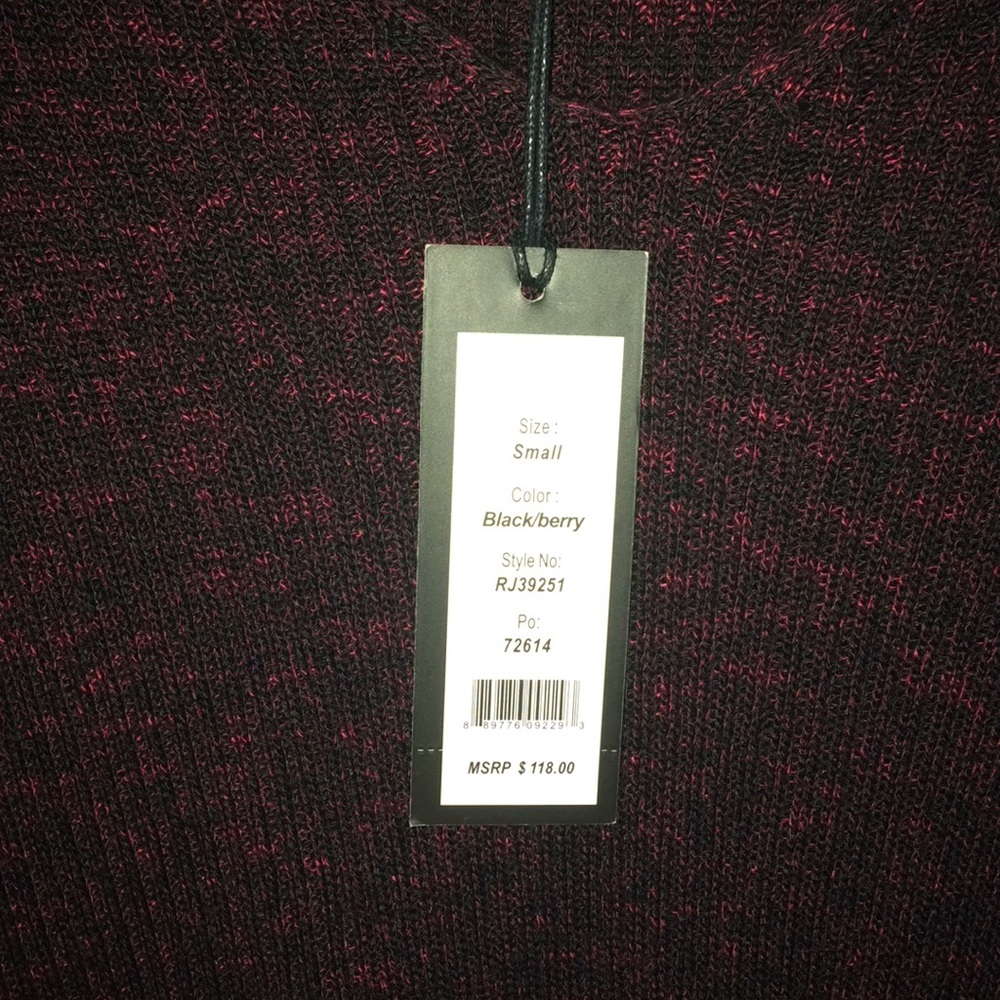 Size :
Small
Color :
Black/berry
Style No:
RJ39251
Po:
72614
8 89776 09229 3
MSRP $ 118.00